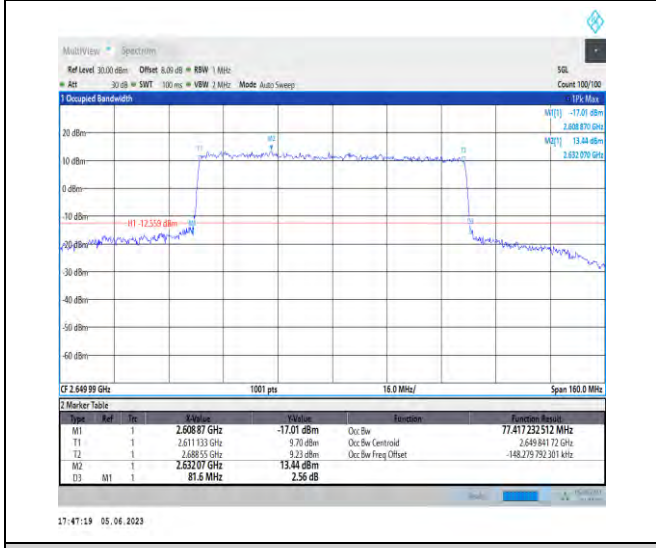 MultiView Spectrum
Ref Level 30.00 dBm Offset 8.09 dB RBW 1 MHz SGL
Att 30 dB SWT 100 ms VBW 2 MHz Mode Auto Sweep Count 100/100
1 Occupied Bandwidth 1Pk Max
M1[1] -17.01 dBm
2.608 870 GHz
M2[1] 13.44 dBm
2.632 070 GHz
20 dBm
M2
T1
T2
10 dBm
0 dBm
-10 dBm
H1 -12.559 dBm
-20 dBm
-30 dBm
-40 dBm
-50 dBm
-60 dBm
CF 2.649 99 GHz 1001 pts 16.0 MHz/ Span 160.0 MHz
2 Marker Table
Type Ref Trc X-Value Y-Value Function Function Result
M1 1 2.608 87 GHz -17.01 dBm Occ Bw 77.417 232 512 MHz
T1 1 2.611 133 GHz 9.70 dBm Occ Bw Centroid 2.649 841 72 GHz
T2 1 2.688 55 GHz 9.23 dBm Occ Bw Freq Offset -148.279 792 301 kHz
M2 1 2.632 07 GHz 13.44 dBm
D3 M1 1 81.6 MHz 2.56 dB
17:47:19 05.06.2023